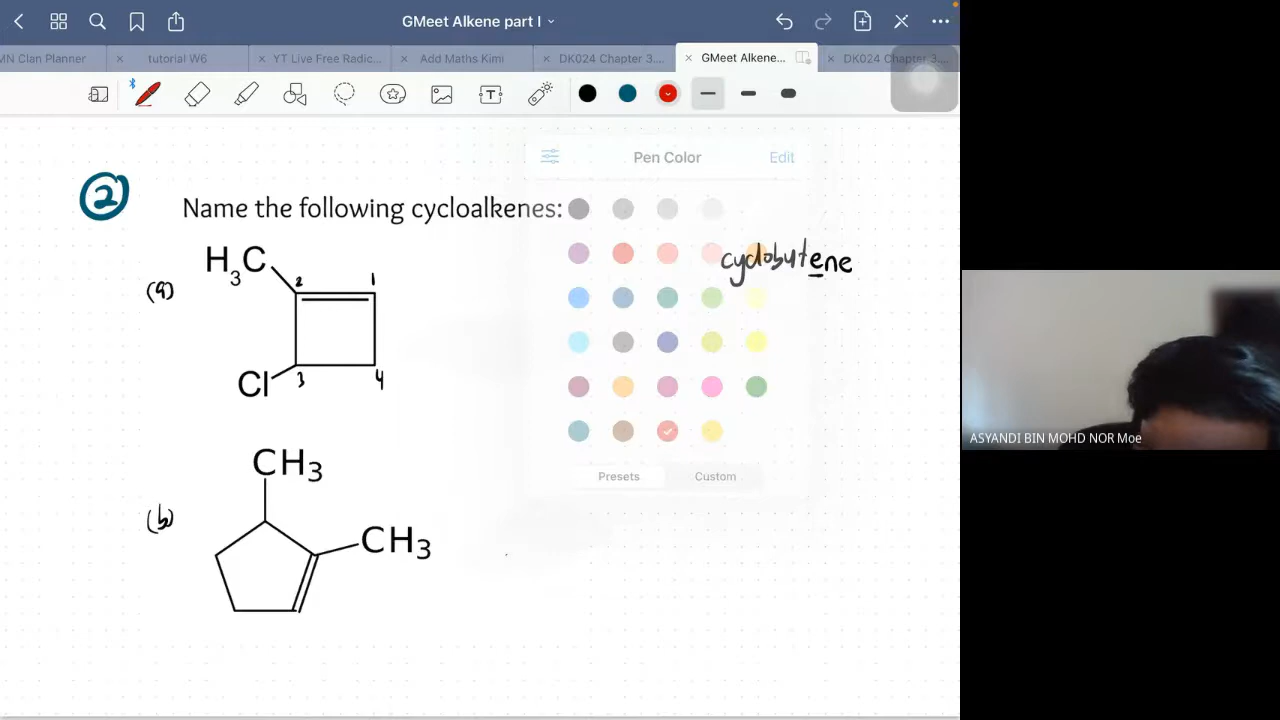 GMeet Alkene part I
MN Clan Planner
tutorial W6
YT Live Free Radic...
Add Maths Kimi
DK024 Chapter 3....
GMeet Alkene...
DK024 Chapter 3....
T
Pen Color
Edit
2
Name the following cycloalkenes:
cyclobutene
(a)
H3C
2
1
Cl
3
4
Presets
Custom
ASYANDI BIN MOHD NOR Moe
CH3
(b)
CH3